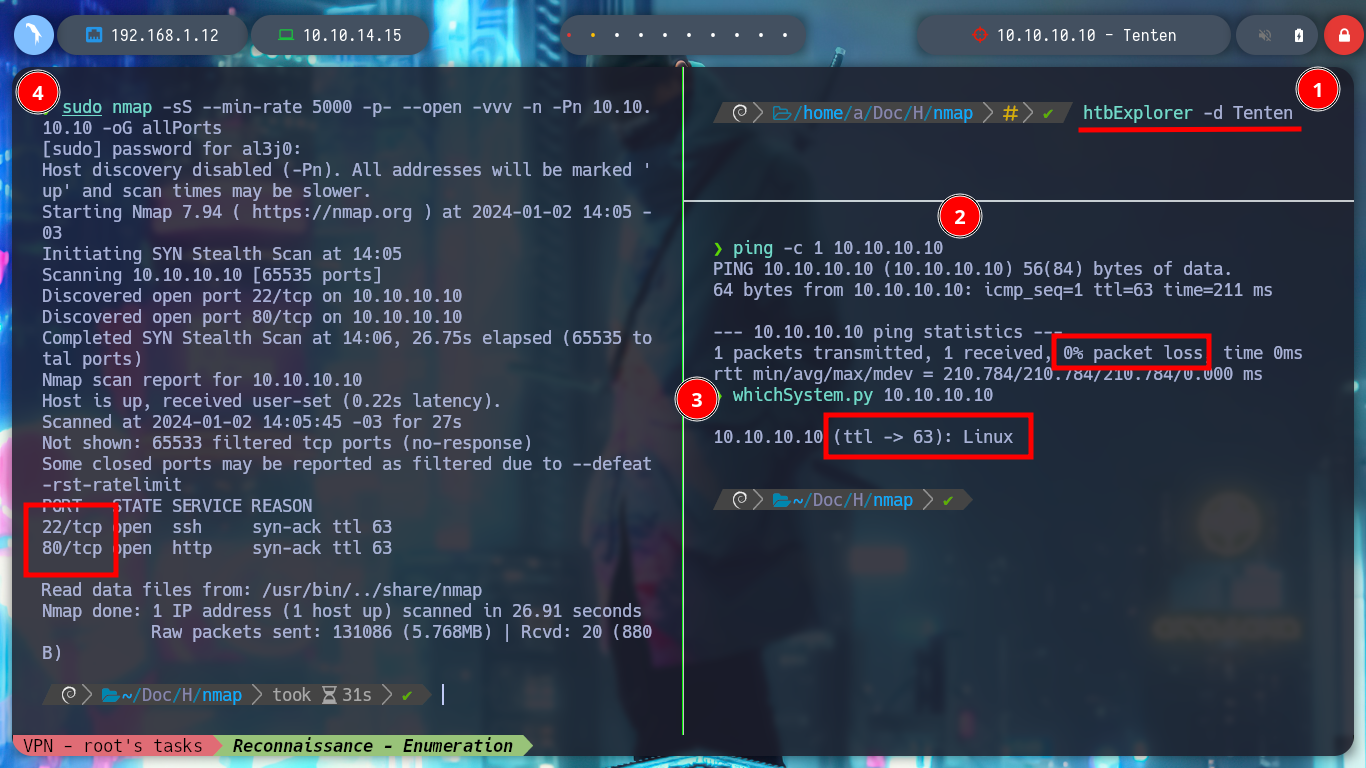 192.168.1.12
10.10.14.15
10.10.10.10 - Tenten
4
sudo nmap -sS --min-rate 5000 -p- --open -vvv -n -Pn 10.10.
10.10 -oG allPorts
[sudo] password for al3j0:
Host discovery disabled (-Pn). All addresses will be marked '
up' and scan times may be slower.
Starting Nmap 7.94 ( https://nmap.org ) at 2024-01-02 14:05 -
03
Initiating SYN Stealth Scan at 14:05
Scanning 10.10.10.10 [65535 ports]
Discovered open port 22/tcp on 10.10.10.10
Discovered open port 80/tcp on 10.10.10.10
Completed SYN Stealth Scan at 14:06, 26.75s elapsed (65535 to
tal ports)
Nmap scan report for 10.10.10.10
Host is up, received user-set (0.22s latency).
Scanned at 2024-01-02 14:05:45 -03 for 27s
Not shown: 65533 filtered tcp ports (no-response)
Some closed ports may be reported as filtered due to --defeat
-rst-ratelimit
PORT   STATE SERVICE REASON
22/tcp open  ssh     syn-ack ttl 63
80/tcp open  http    syn-ack ttl 63
Read data files from: /usr/bin/../share/nmap
Nmap done: 1 IP address (1 host up) scanned in 26.91 seconds
Raw packets sent: 131086 (5.768MB) | Rcvd: 20 (880
B)
~/Doc/H/nmap took 31s ✔
1
/home/a/Doc/H/nmap # ✔ htbExplorer -d Tenten
2
❯ ping -c 1 10.10.10.10
PING 10.10.10.10 (10.10.10.10) 56(84) bytes of data.
64 bytes from 10.10.10.10: icmp_seq=1 ttl=63 time=211 ms
--- 10.10.10.10 ping statistics ---
1 packets transmitted, 1 received, 0% packet loss, time 0ms
rtt min/avg/max/mdev = 210.784/210.784/210.784/0.000 ms
3
whichSystem.py 10.10.10.10
10.10.10.10 (ttl -> 63): Linux
~/Doc/H/nmap ✔
VPN - root's tasks
Reconnaissance - Enumeration